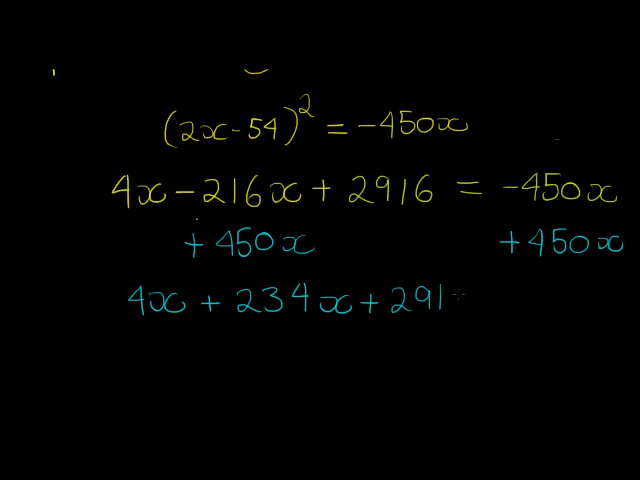 (2x-54)² = -450x
4x - 216x + 2916 = -450x
+450x +450x
4x + 234x + 291